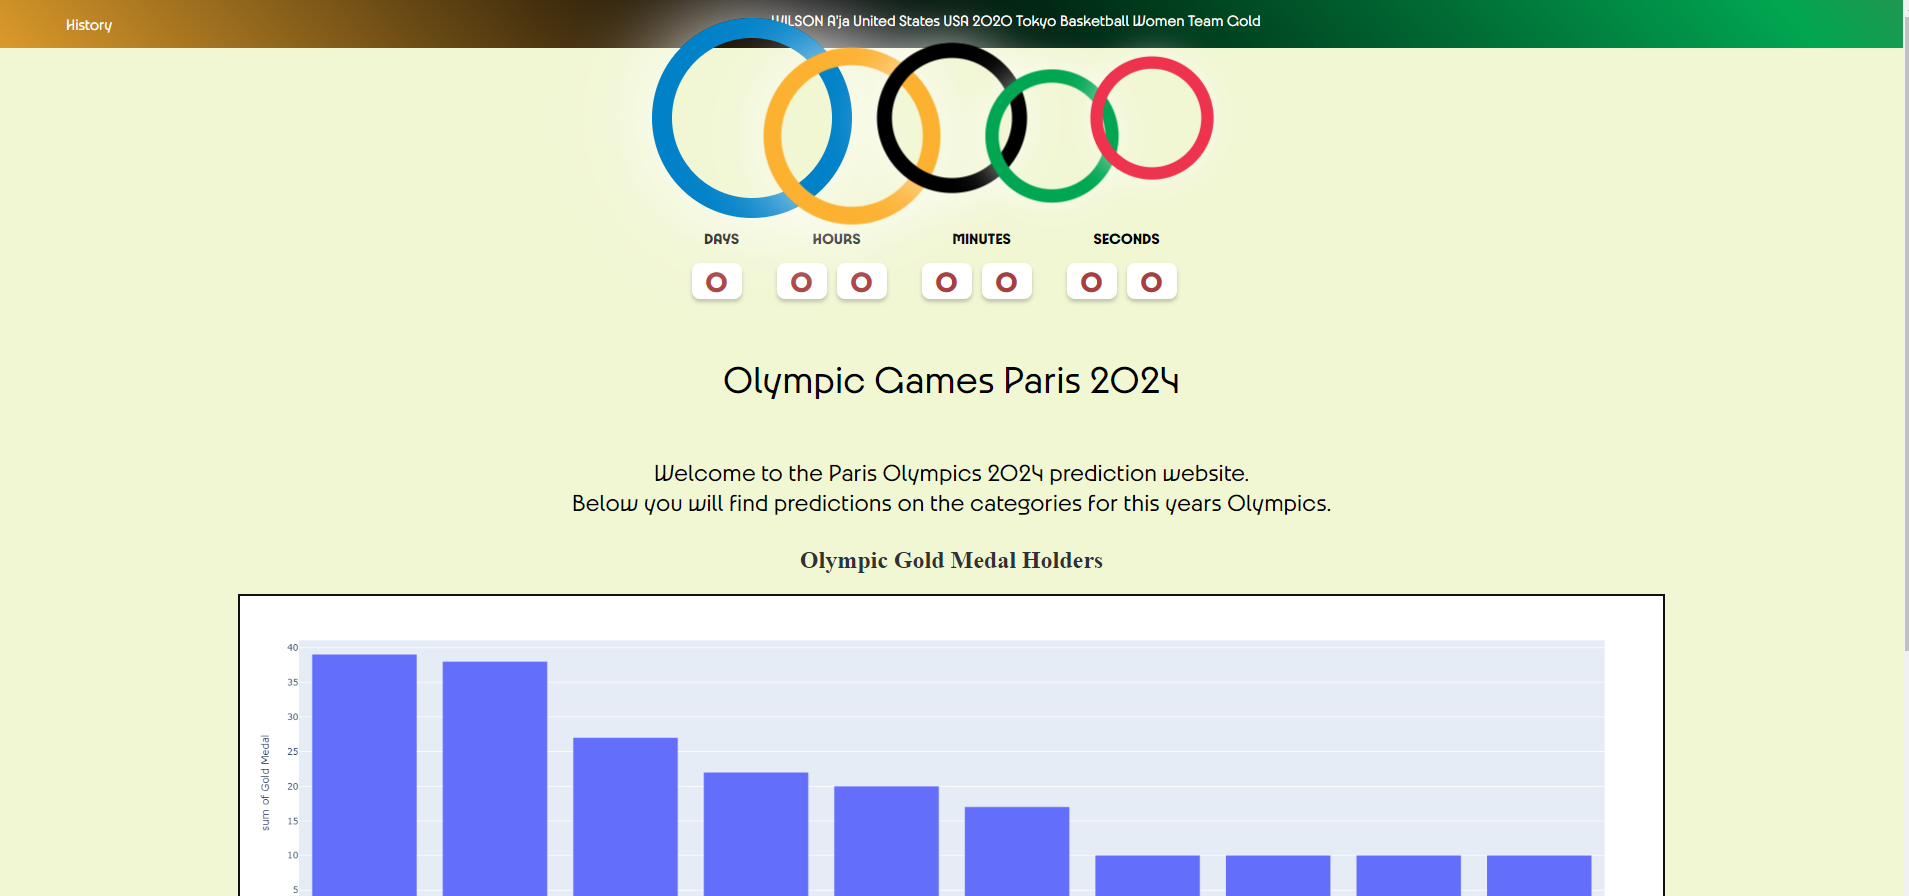 History
WILSON A'ja United States USA 2020 Tokyo Basketball Women Team Gold
DAYS HOURS MINUTES SECONDS
0 0 0 0 0 0 0
Olympic Games Paris 2024
Welcome to the Paris Olympics 2024 prediction website.
Below you will find predictions on the categories for this years Olympics.
Olympic Gold Medal Holders
40
35
30
25
20
15
10
5
sum of Gold Medal